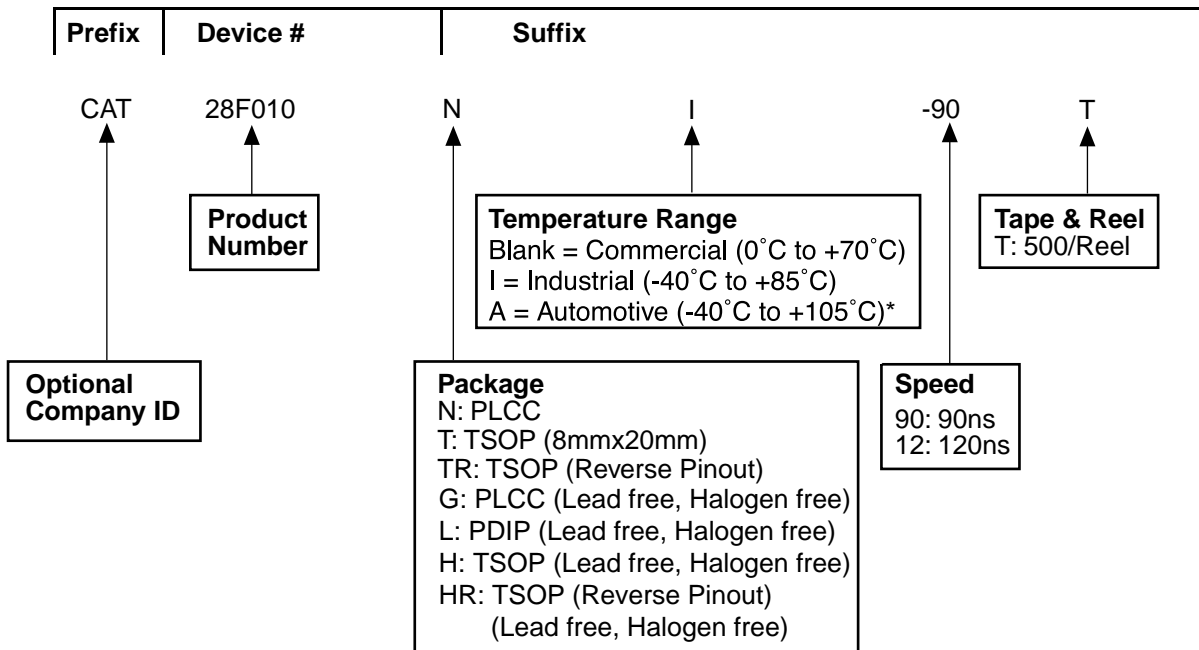 Prefix Device # Suffix
CAT 28F010 N I -90 T
Product
Number
Temperature Range
Blank = Commercial (0˚C to +70˚C)
I = Industrial (-40˚C to +85˚C)
A = Automotive (-40˚C to +105˚C)*
Tape & Reel
T: 500/Reel
Optional
Company ID
Package
N: PLCC
T: TSOP (8mmx20mm)
TR: TSOP (Reverse Pinout)
G: PLCC (Lead free, Halogen free)
L: PDIP (Lead free, Halogen free)
H: TSOP (Lead free, Halogen free)
HR: TSOP (Reverse Pinout)
(Lead free, Halogen free)
Speed
90: 90ns
12: 120ns